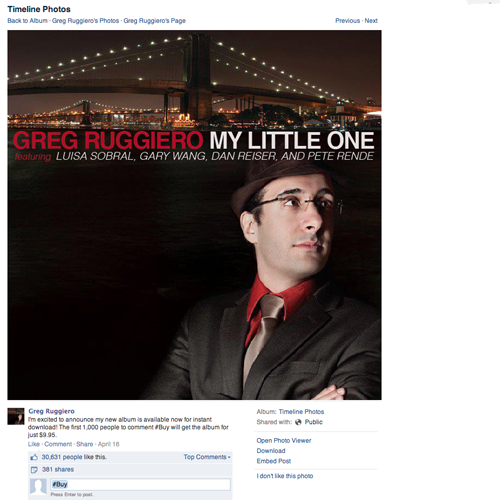 Timeline Photos
Back to Album · Greg Ruggiero's Photos · Greg Ruggiero's Page
Previous · Next
GREG RUGGIERO MY LITTLE ONE
featuring LUISA SOBRAL, GARY WANG, DAN REISER, AND PETE RENDE
Greg Ruggiero
I'm excited to announce my new album is available now for instant
download! The first 1,000 people to comment #Buy will get the album for
just $9.95.
Like · Comment · Share · April 16
30,631 people like this.
Top Comments
381 shares
#Buy
Press Enter to post.
Album: Timeline Photos
Shared with: Public
Open Photo Viewer
Download
Embed Post
I don't like this photo